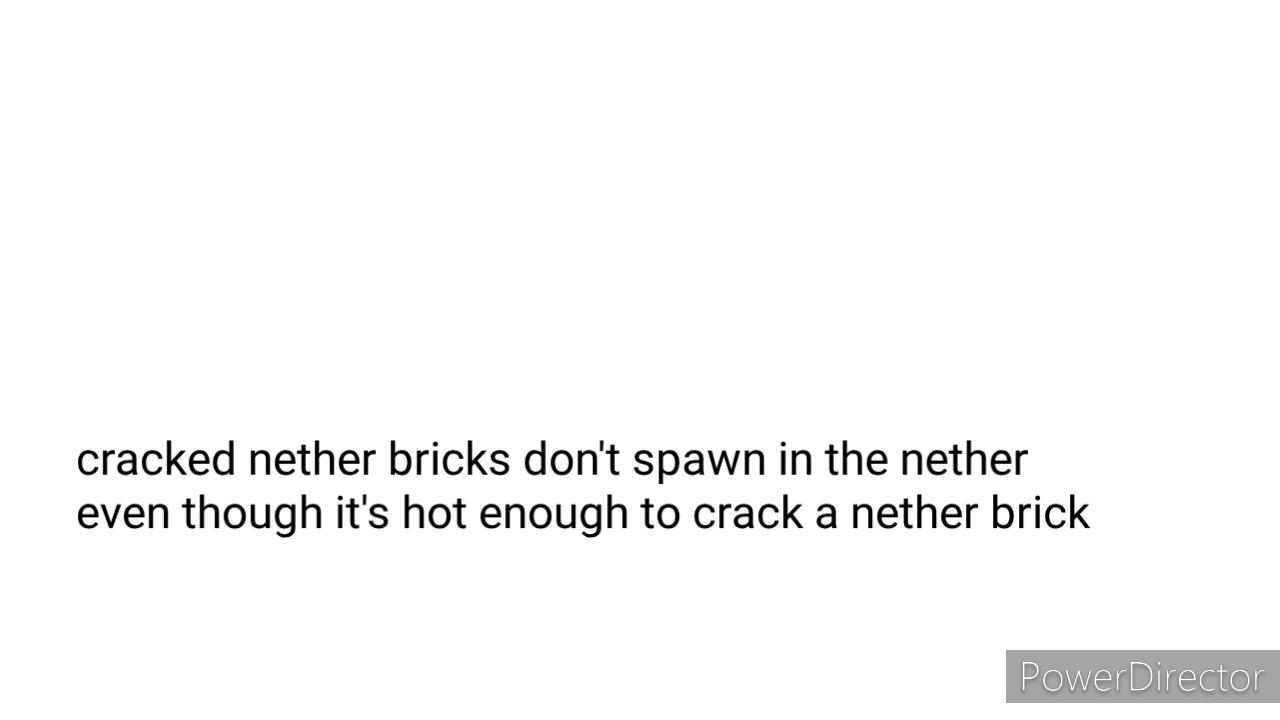 cracked nether bricks don't spawn in the nether
even though it's hot enough to crack a nether brick
PowerDirector